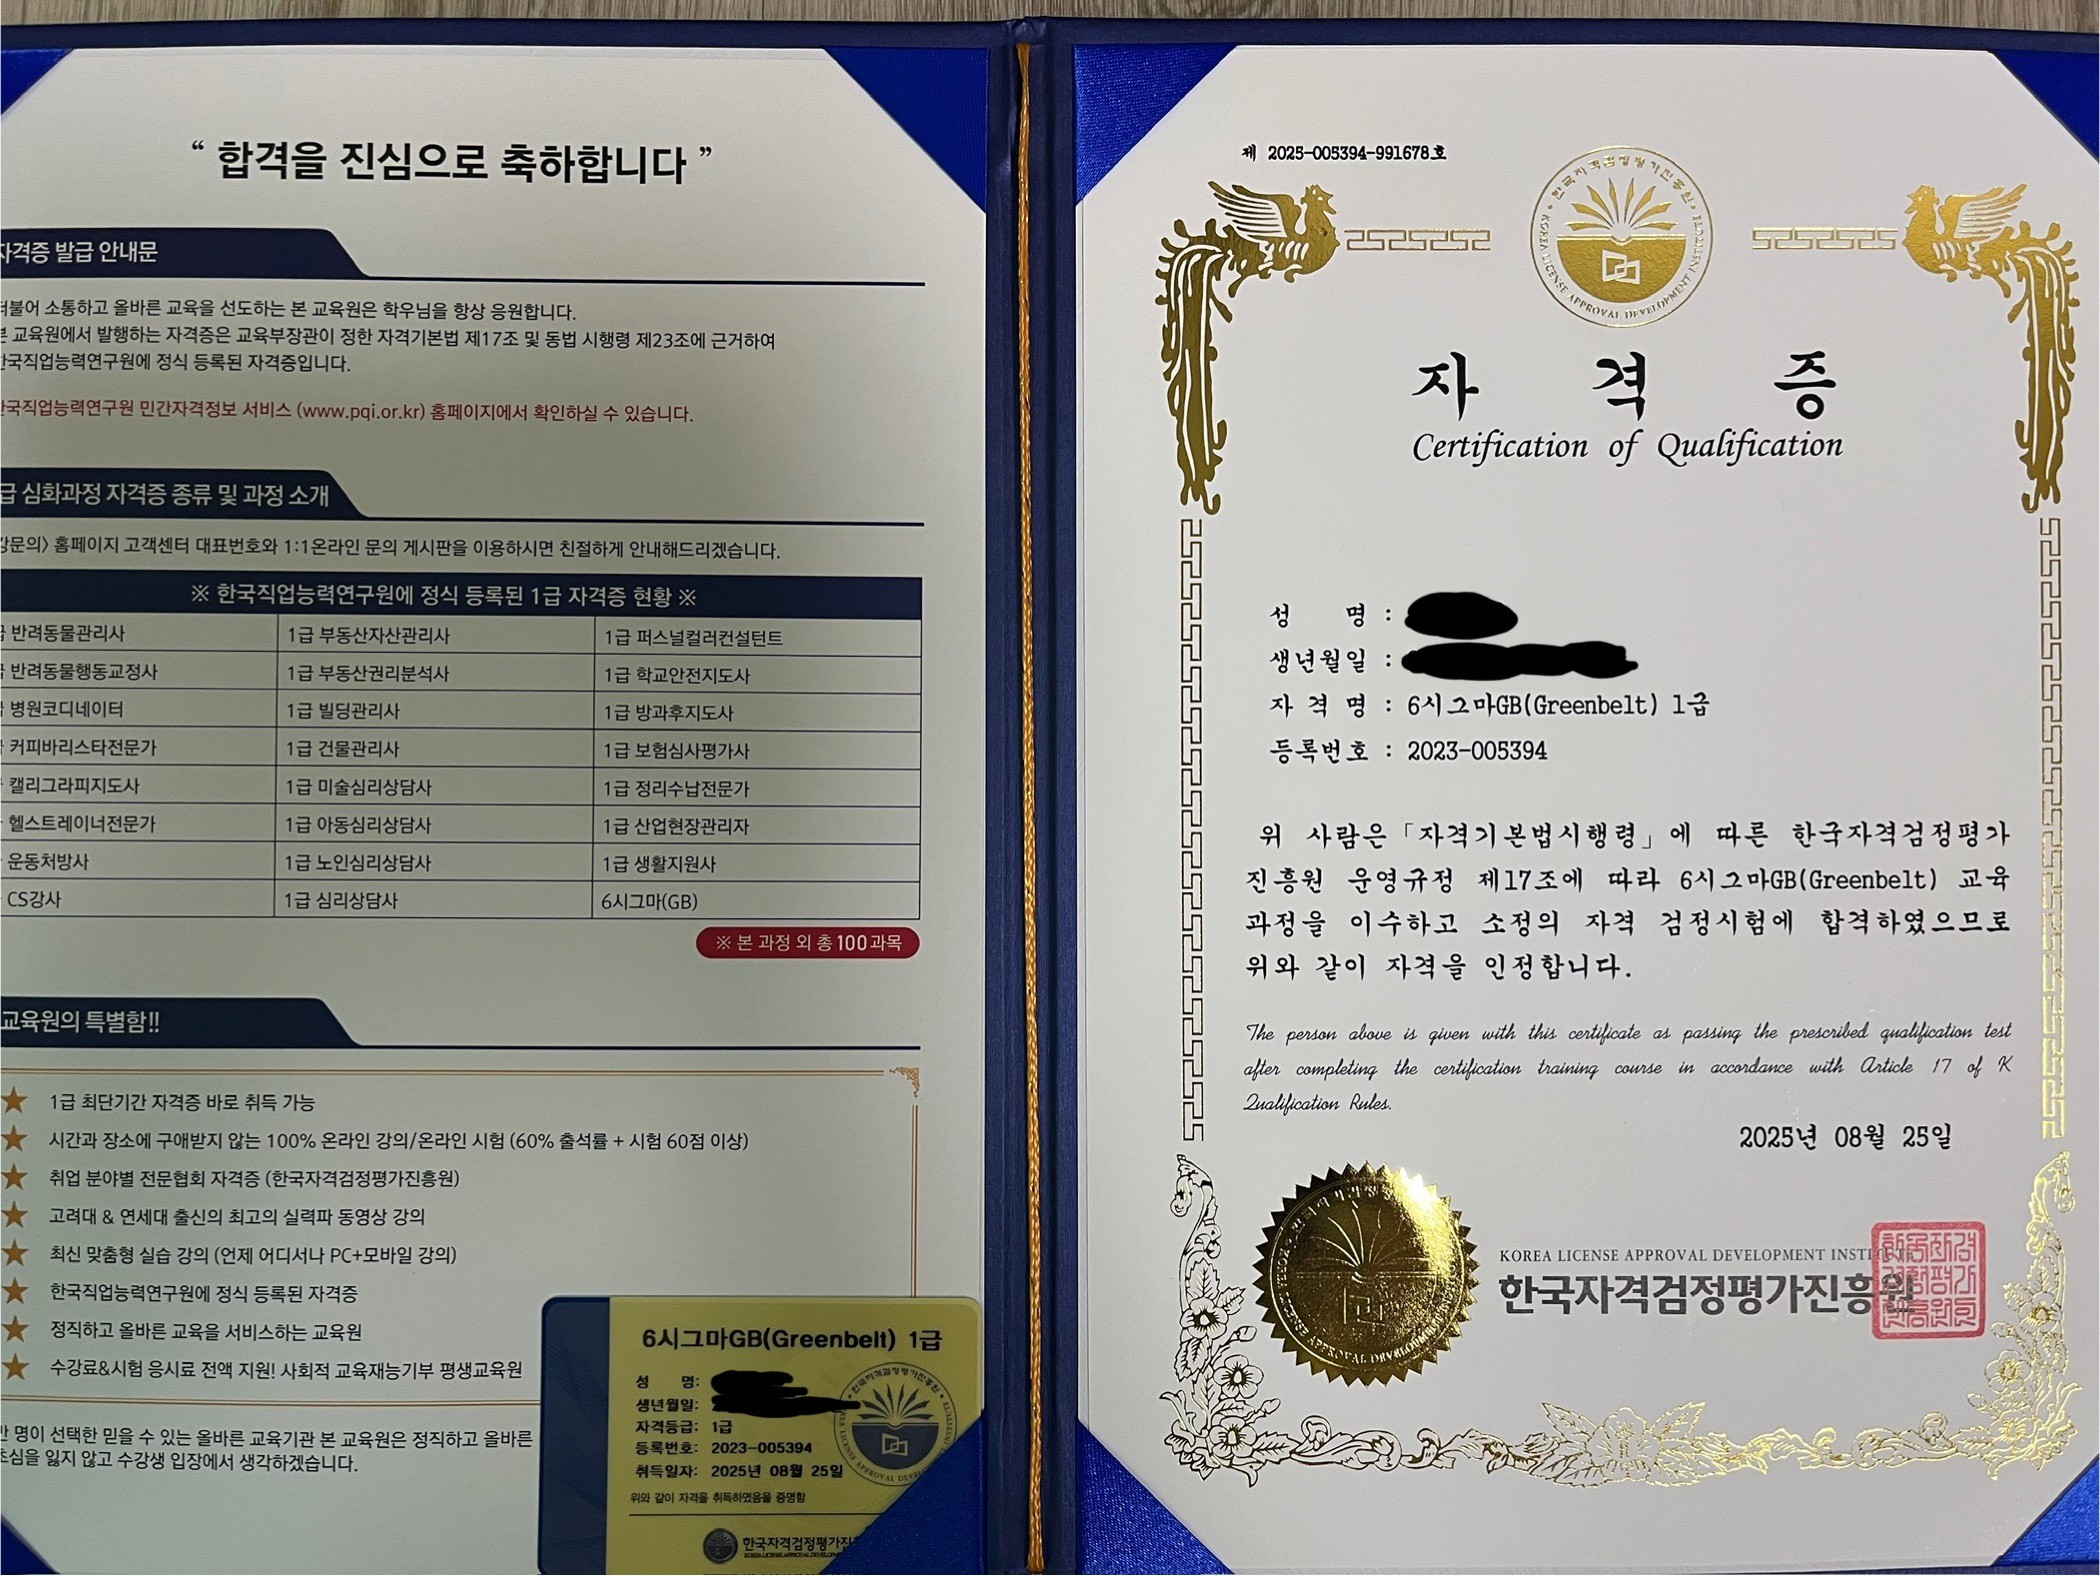 “ 합격을 진심으로 축하합니다 ”
자격증 발급 안내문
더불어 소통하고 올바른 교육을 선도하는 본 교육원은 학우님을 항상 응원합니다.
본 교육원에서 발행하는 자격증은 교육부장관이 정한 자격기본법 제17조 및 동법 시행령 제23조에 근거하여
한국직업능력연구원에 정식 등록된 자격증입니다.
한국직업능력연구원 민간자격정보 서비스 (www.pqi.or.kr) 홈페이지에서 확인하실 수 있습니다.
급 심화과정 자격증 종류 및 과정 소개
홈페이지 고객센터 대표번호와 1:1온라인 문의 게시판을 이용하시면 친절하게 안내해드리겠습니다.
※ 한국직업능력연구원에 정식 등록된 1급 자격증 현황 ※
급 반려동물관리사 1급 부동산자산관리사 1급 퍼스널컬러컨설턴트
급 반려동물행동교정사 1급 부동산권리분석사 1급 학교안전지도사
급 병원코디네이터 1급 빌딩관리사 1급 방과후지도사
급 커피바리스타전문가 1급 건물관리사 1급 보험심사평가사
캘리그라피지도사 1급 미술심리상담사 1급 정리수납전문가
헬스트레이너전문가 1급 아동심리상담사 1급 산업현장관리자
운동처방사 1급 노인심리상담사 1급 생활지원사
CS강사 1급 심리상담사 6시그마(GB)
※ 본 과정 외 총 100과목
교육원의 특별함!!
★ 1급 최단기간 자격증 바로 취득 가능
★ 시간과 장소에 구애받지 않는 100% 온라인 강의/온라인 시험 (60% 출석률 + 시험 60점 이상)
★ 취업 분야별 전문협회 자격증 (한국자격검정평가진흥원)
★ 고려대 & 연세대 출신의 최고의 실력파 동영상 강의
★ 최신 맞춤형 실습 강의 (언제 어디서나 PC+모바일 강의)
★ 한국직업능력연구원에 정식 등록된 자격증
★ 정직하고 올바른 교육을 서비스하는 교육원
★ 수강료&시험 응시료 전액 지원! 사회적 교육재능기부 평생교육원
만 명이 선택한 믿을 수 있는 올바른 교육기관 본 교육원은 정직하고 올바른
초심을 잃지 않고 수강생 입장에서 생각하겠습니다.
6시그마GB(Greenbelt) 1급
성 명:
생년월일:
자격등급: 1급
등록번호: 2023-005394
취득일자: 2025년 08월 25일
위와 같이 자격을 취득하였음을 증명함
한국자격검정평가진
제 2025-005394-991678호
한국자격검정평가진흥원
KOREA LICENSE APPROVAL DEVELOPMENT INSTITUTE
자 격 증
Certification of Qualification
성 명 :
생년월일 :
자 격 명 : 6시그마GB(Greenbelt) 1급
등록번호 : 2023-005394
위 사람은「자격기본법시행령」에 따른 한국자격검정평가
진흥원 운영규정 제17조에 따라 6시그마GB(Greenbelt) 교육
과정을 이수하고 소정의 자격 검정시험에 합격하였으므로
위와 같이 자격을 인정합니다.
The person above is given with this certificate as passing the prescribed qualification test
after completing the certification training course in accordance with Article 17 of K
Qualification Rules.
2025년 08월 25일
KOREA LICENSE APPROVAL DEVELOPMENT INSTITUTE
한국자격검정평가진흥원